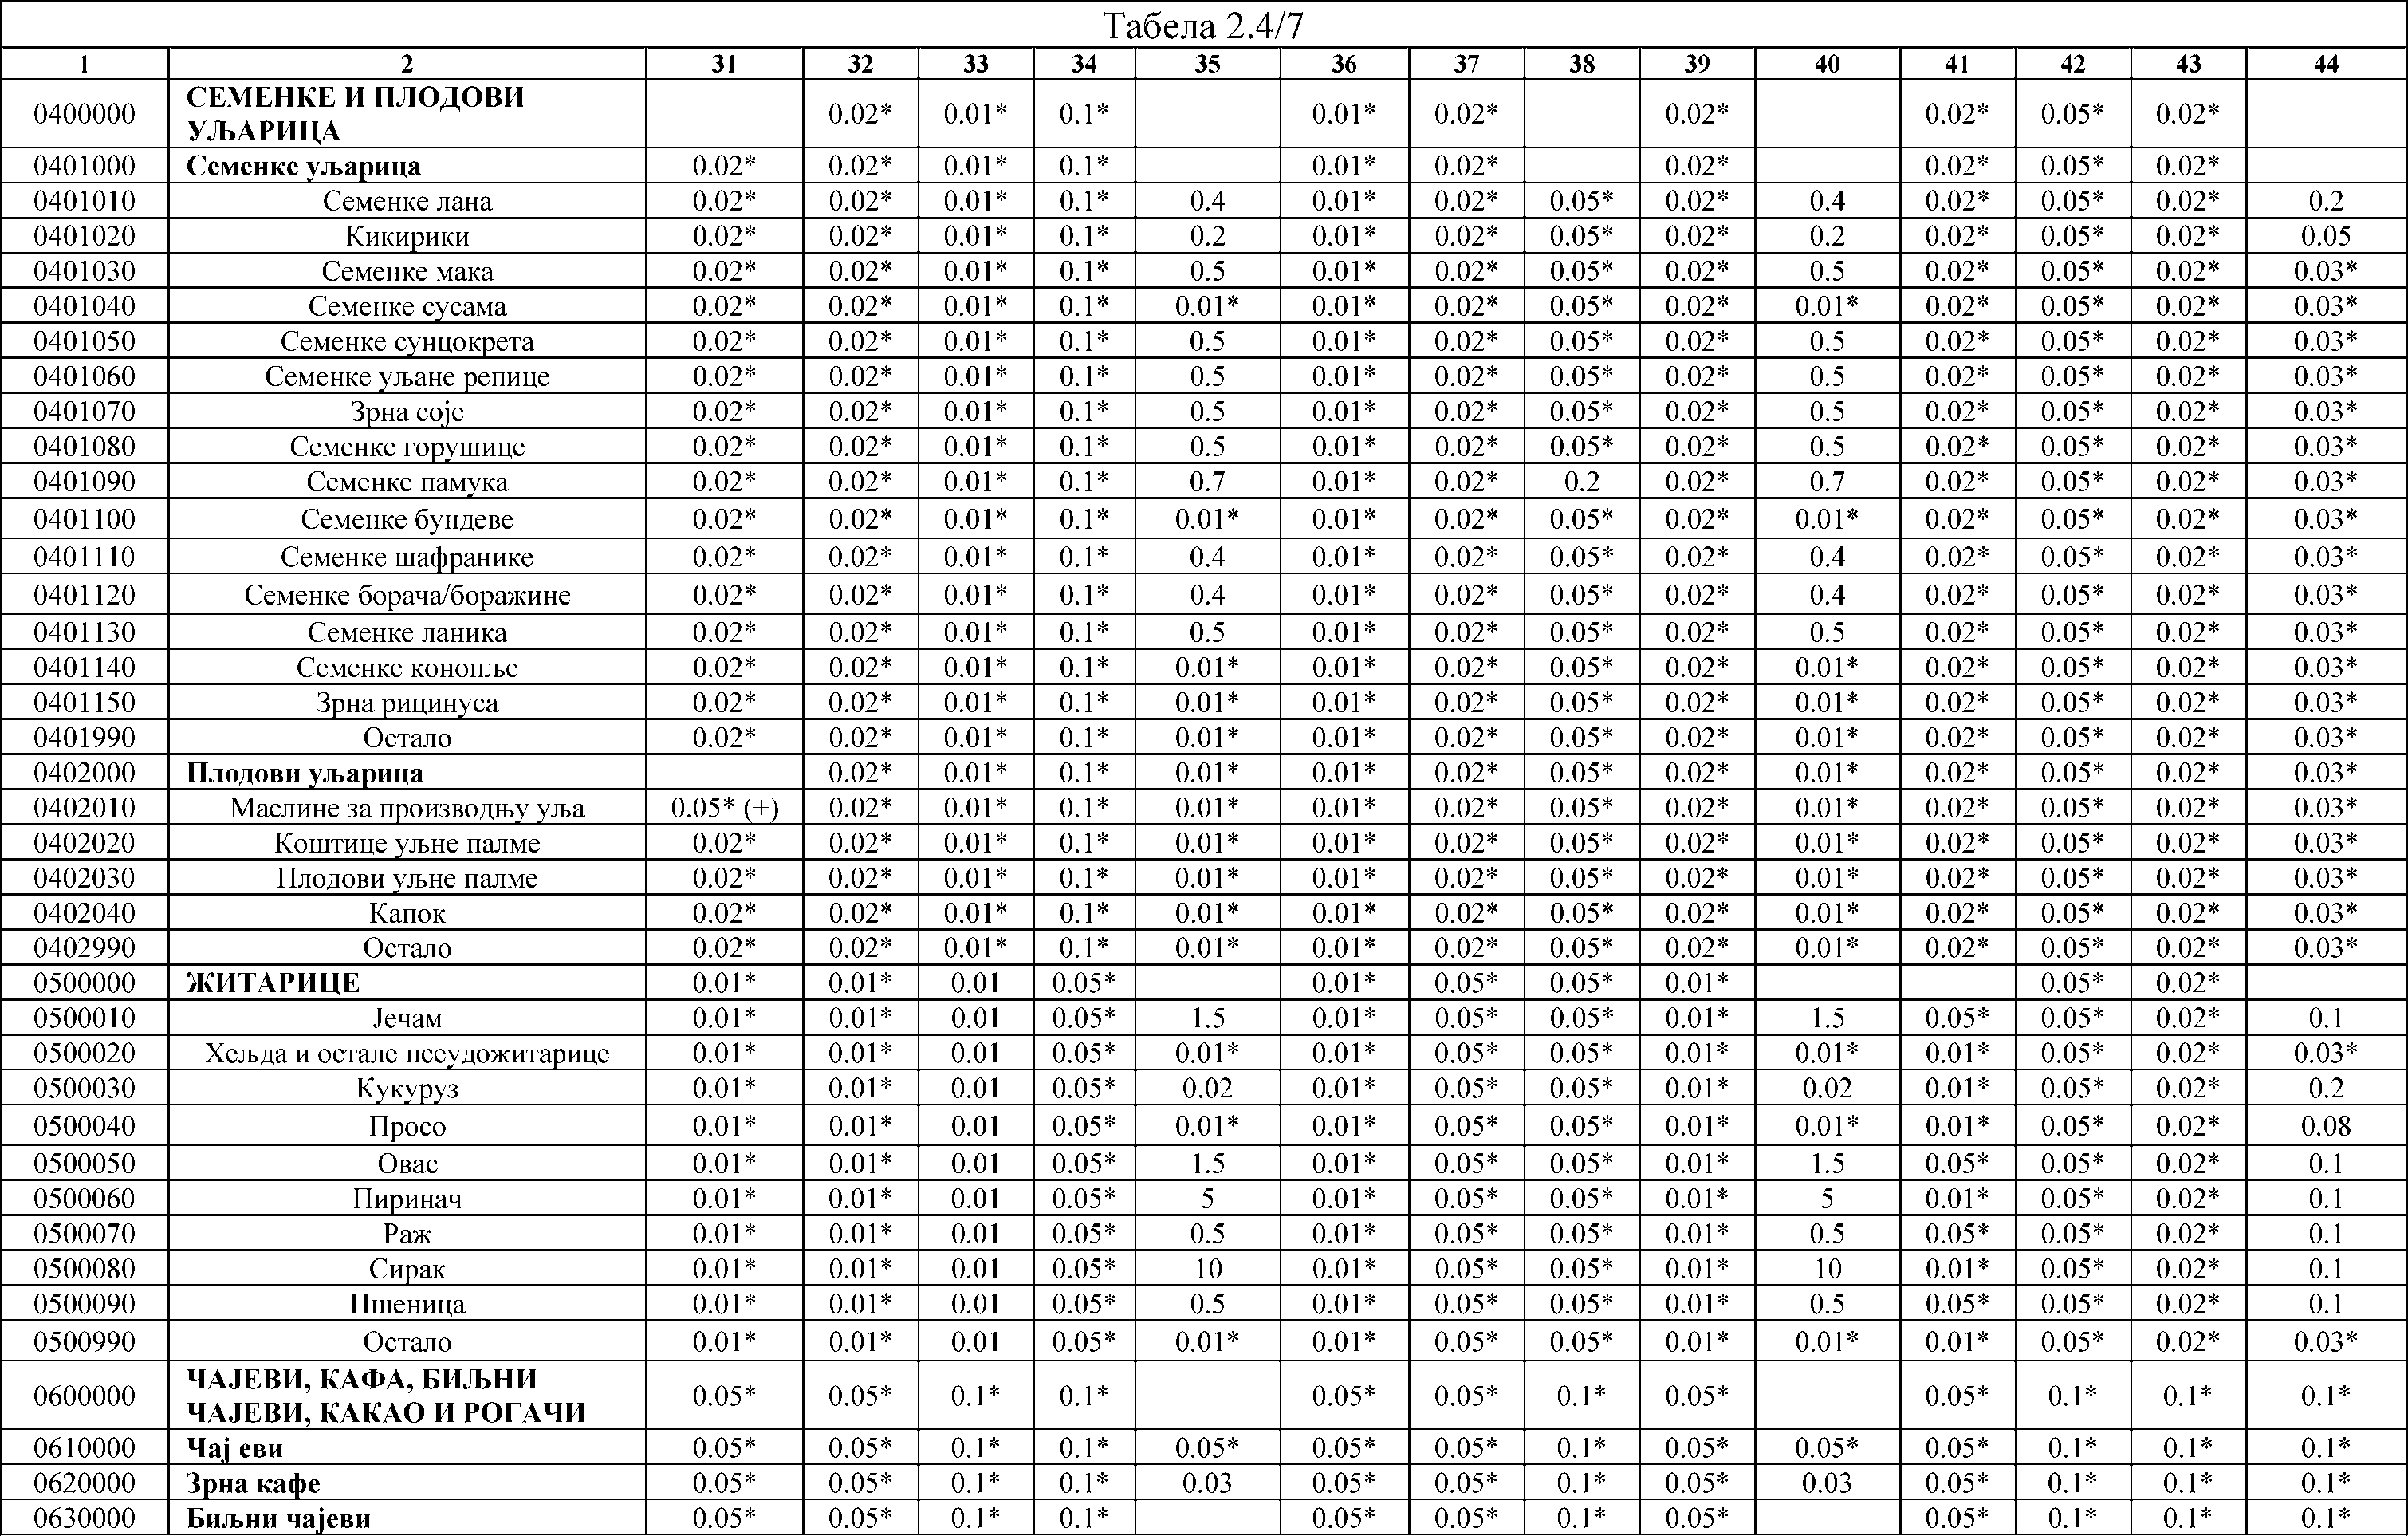 Табела 2.4/7
1 2 31 32 33 34 35 36 37 38 39 40 41 42 43 44
0400000 СЕМЕНКЕ И ПЛОДОВИ УЉАРИЦА 0.02* 0.01* 0.1* 0.01* 0.02* 0.02* 0.02* 0.05* 0.02*
0401000 Семенке уљарица 0.02* 0.02* 0.01* 0.1* 0.01* 0.02* 0.02* 0.02* 0.05* 0.02*
0401010 Семенке лана 0.02* 0.02* 0.01* 0.1* 0.4 0.01* 0.02* 0.05* 0.02* 0.4 0.02* 0.05* 0.02* 0.2
0401020 Кикирики 0.02* 0.02* 0.01* 0.1* 0.2 0.01* 0.02* 0.05* 0.02* 0.2 0.02* 0.05* 0.02* 0.05
0401030 Семенке мака 0.02* 0.02* 0.01* 0.1* 0.5 0.01* 0.02* 0.05* 0.02* 0.5 0.02* 0.05* 0.02* 0.03*
0401040 Семенке сусама 0.02* 0.02* 0.01* 0.1* 0.01* 0.01* 0.02* 0.05* 0.02* 0.01* 0.02* 0.05* 0.02* 0.03*
0401050 Семенке сунцокрета 0.02* 0.02* 0.01* 0.1* 0.5 0.01* 0.02* 0.05* 0.02* 0.5 0.02* 0.05* 0.02* 0.03*
0401060 Семенке уљане репице 0.02* 0.02* 0.01* 0.1* 0.5 0.01* 0.02* 0.05* 0.02* 0.5 0.02* 0.05* 0.02* 0.03*
0401070 Зрна соје 0.02* 0.02* 0.01* 0.1* 0.5 0.01* 0.02* 0.05* 0.02* 0.5 0.02* 0.05* 0.02* 0.03*
0401080 Семенке горушице 0.02* 0.02* 0.01* 0.1* 0.5 0.01* 0.02* 0.05* 0.02* 0.5 0.02* 0.05* 0.02* 0.03*
0401090 Семенке памука 0.02* 0.02* 0.01* 0.1* 0.7 0.01* 0.02* 0.2 0.02* 0.7 0.02* 0.05* 0.02* 0.03*
0401100 Семенке бундеве 0.02* 0.02* 0.01* 0.1* 0.01* 0.01* 0.02* 0.05* 0.02* 0.01* 0.02* 0.05* 0.02* 0.03*
0401110 Семенке шафранике 0.02* 0.02* 0.01* 0.1* 0.4 0.01* 0.02* 0.05* 0.02* 0.4 0.02* 0.05* 0.02* 0.03*
0401120 Семенке борача/боражине 0.02* 0.02* 0.01* 0.1* 0.4 0.01* 0.02* 0.05* 0.02* 0.4 0.02* 0.05* 0.02* 0.03*
0401130 Семенке ланика 0.02* 0.02* 0.01* 0.1* 0.5 0.01* 0.02* 0.05* 0.02* 0.5 0.02* 0.05* 0.02* 0.03*
0401140 Семенке конопље 0.02* 0.02* 0.01* 0.1* 0.01* 0.01* 0.02* 0.05* 0.02* 0.01* 0.02* 0.05* 0.02* 0.03*
0401150 Зрна рицинуса 0.02* 0.02* 0.01* 0.1* 0.01* 0.01* 0.02* 0.05* 0.02* 0.01* 0.02* 0.05* 0.02* 0.03*
0401990 Остало 0.02* 0.02* 0.01* 0.1* 0.01* 0.01* 0.02* 0.05* 0.02* 0.01* 0.02* 0.05* 0.02* 0.03*
0402000 Плодови уљарица 0.02* 0.01* 0.1* 0.01* 0.01* 0.02* 0.05* 0.02* 0.01* 0.02* 0.05* 0.02* 0.03*
0402010 Маслине за производњу уља 0.05* (+) 0.02* 0.01* 0.1* 0.01* 0.01* 0.02* 0.05* 0.02* 0.01* 0.02* 0.05* 0.02* 0.03*
0402020 Коштице уљне палме 0.02* 0.02* 0.01* 0.1* 0.01* 0.01* 0.02* 0.05* 0.02* 0.01* 0.02* 0.05* 0.02* 0.03*
0402030 Плодови уљне палме 0.02* 0.02* 0.01* 0.1* 0.01* 0.01* 0.02* 0.05* 0.02* 0.01* 0.02* 0.05* 0.02* 0.03*
0402040 Капок 0.02* 0.02* 0.01* 0.1* 0.01* 0.01* 0.02* 0.05* 0.02* 0.01* 0.02* 0.05* 0.02* 0.03*
0402990 Остало 0.02* 0.02* 0.01* 0.1* 0.01* 0.01* 0.02* 0.05* 0.02* 0.01* 0.02* 0.05* 0.02* 0.03*
0500000 ЖИТАРИЦЕ 0.01* 0.01* 0.01 0.05* 0.01* 0.05* 0.05* 0.01* 0.05* 0.02*
0500010 Јечам 0.01* 0.01* 0.01 0.05* 1.5 0.01* 0.05* 0.05* 0.01* 1.5 0.05* 0.05* 0.02* 0.1
0500020 Хељда и остале псеудожитарице 0.01* 0.01* 0.01 0.05* 0.01* 0.01* 0.05* 0.05* 0.01* 0.01* 0.01* 0.05* 0.02* 0.03*
0500030 Кукуруз 0.01* 0.01* 0.01 0.05* 0.02 0.01* 0.05* 0.05* 0.01* 0.02 0.01* 0.05* 0.02* 0.2
0500040 Просо 0.01* 0.01* 0.01 0.05* 0.01* 0.01* 0.05* 0.05* 0.01* 0.01* 0.01* 0.05* 0.02* 0.08
0500050 Овас 0.01* 0.01* 0.01 0.05* 1.5 0.01* 0.05* 0.05* 0.01* 1.5 0.05* 0.05* 0.02* 0.1
0500060 Пиринач 0.01* 0.01* 0.01 0.05* 5 0.01* 0.05* 0.05* 0.01* 5 0.01* 0.05* 0.02* 0.1
0500070 Раж 0.01* 0.01* 0.01 0.05* 0.5 0.01* 0.05* 0.05* 0.01* 0.5 0.05* 0.05* 0.02* 0.1
0500080 Сирак 0.01* 0.01* 0.01 0.05* 10 0.01* 0.05* 0.05* 0.01* 10 0.01* 0.05* 0.02* 0.1
0500090 Пшеница 0.01* 0.01* 0.01 0.05* 0.5 0.01* 0.05* 0.05* 0.01* 0.5 0.05* 0.05* 0.02* 0.1
0500990 Остало 0.01* 0.01* 0.01 0.05* 0.01* 0.01* 0.05* 0.05* 0.01* 0.01* 0.01* 0.05* 0.02* 0.03*
0600000 ЧАЈЕВИ, КАФА, БИЉНИ ЧАЈЕВИ, КАКАО И РОГАЧИ 0.05* 0.05* 0.1* 0.1* 0.05* 0.05* 0.1* 0.05* 0.05* 0.1* 0.1* 0.1*
0610000 Чај еви 0.05* 0.05* 0.1* 0.1* 0.05* 0.05* 0.05* 0.1* 0.05* 0.05* 0.05* 0.1* 0.1* 0.1*
0620000 Зрна кафе 0.05* 0.05* 0.1* 0.1* 0.03 0.05* 0.05* 0.1* 0.05* 0.03 0.05* 0.1* 0.1* 0.1*
0630000 Биљни чајеви 0.05* 0.05* 0.1* 0.1* 0.05* 0.05* 0.1* 0.05* 0.05* 0.1* 0.1* 0.1*